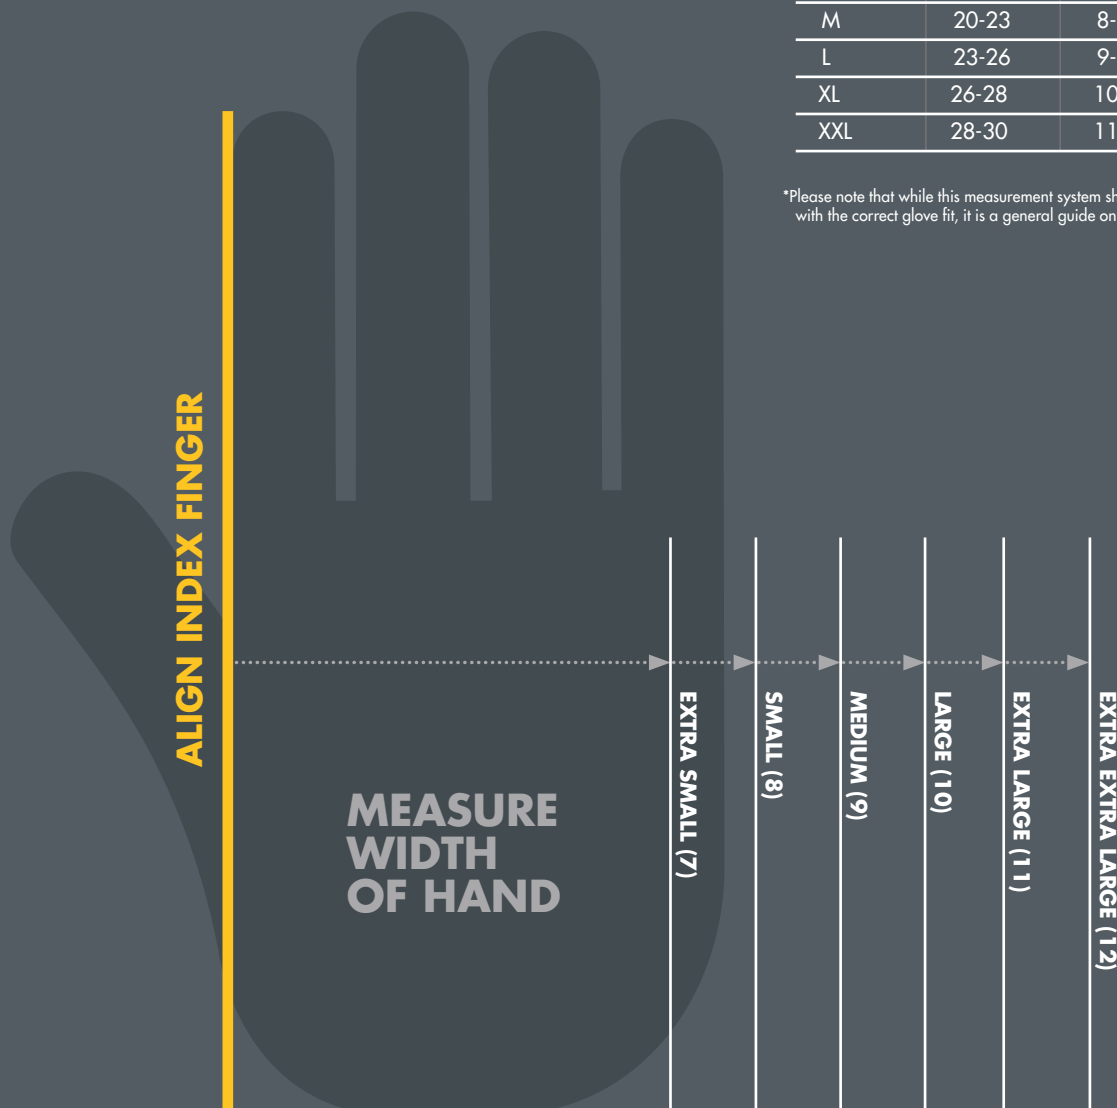 M 20-23 8-
L 23-26 9-
XL 26-28 10
XXL 28-30 11
*Please note that while this measurement system sh
with the correct glove fit, it is a general guide on
ALIGN INDEX FINGER
EXTRA SMALL (7)
SMALL (8)
MEDIUM (9)
LARGE (10)
EXTRA LARGE (11)
EXTRA EXTRA LARGE (12)
MEASURE
WIDTH
OF HAND